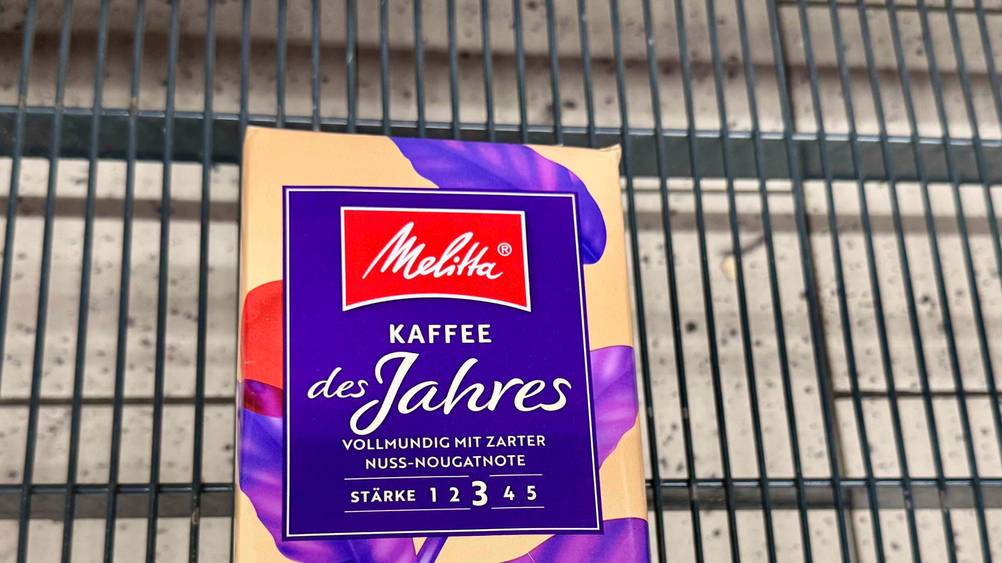 Melitta®
KAFFEE
des Jahres
VOLLMUNDIG MIT ZARTER
NUSS-NOUGATNOTE
STÄRKE 1 2 3 4 5